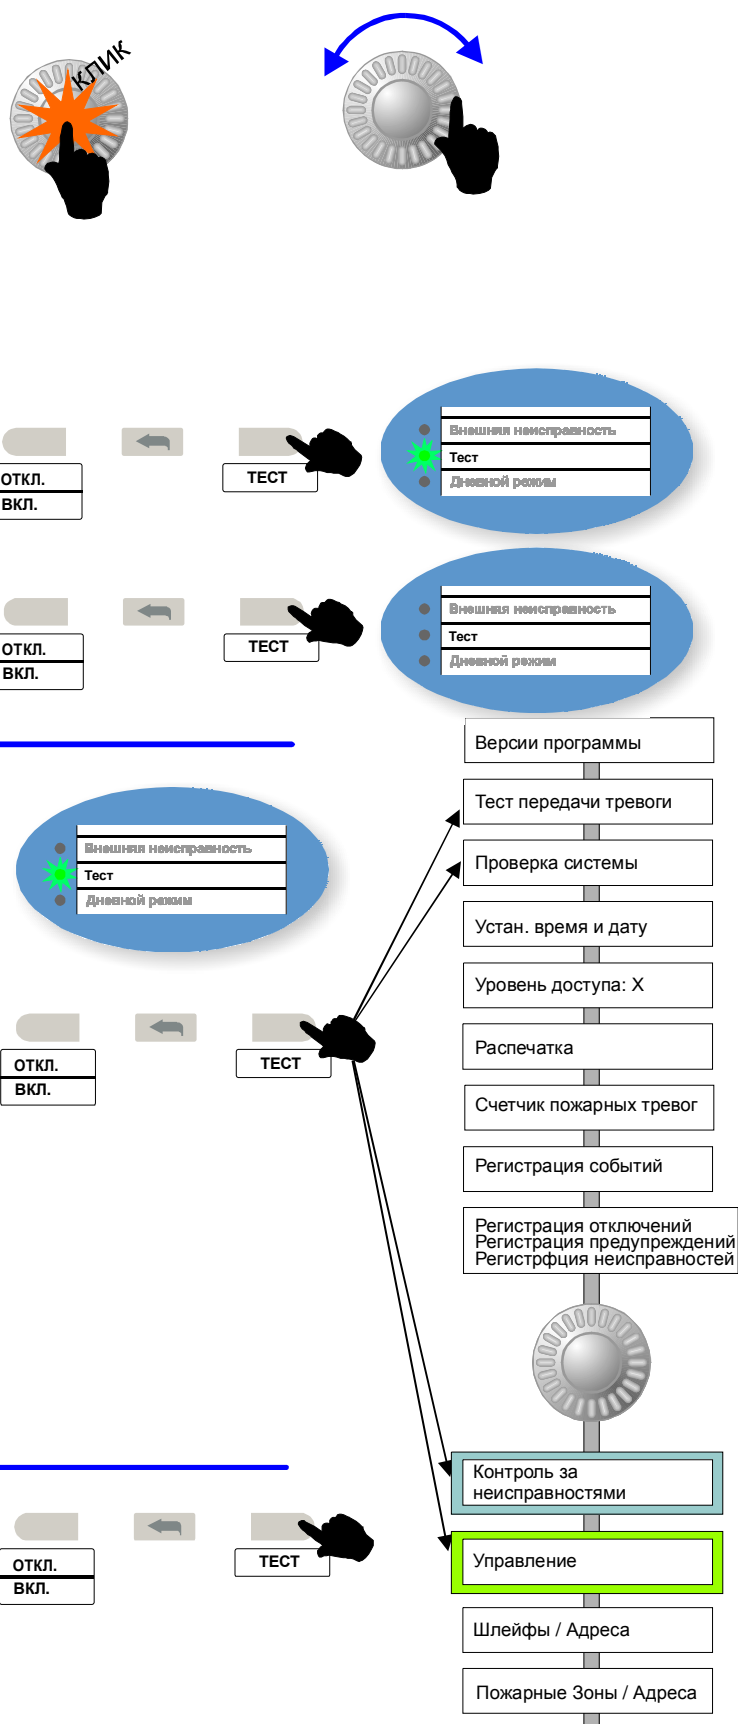 КЛИК
Внешняя неисправность
Тест
Дневной режим
ОТКЛ.
ВКЛ.
ТЕСТ
Внешняя неисправность
Тест
Дневной режим
ОТКЛ.
ВКЛ.
ТЕСТ
Версии программы
Тест передачи тревоги
Проверка системы
Устан. время и дату
Уровень доступа: X
Распечатка
Счетчик пожарных тревог
Регистрация событий
Регистрация отключений
Регистрация предупреждений
Регистрфция неисправностей
Внешняя неисправность
Тест
Дневной режим
ОТКЛ.
ВКЛ.
ТЕСТ
Контроль за
неисправностями
Управление
Шлейфы / Адреса
Пожарные Зоны / Адреса
ОТКЛ.
ВКЛ.
ТЕСТ